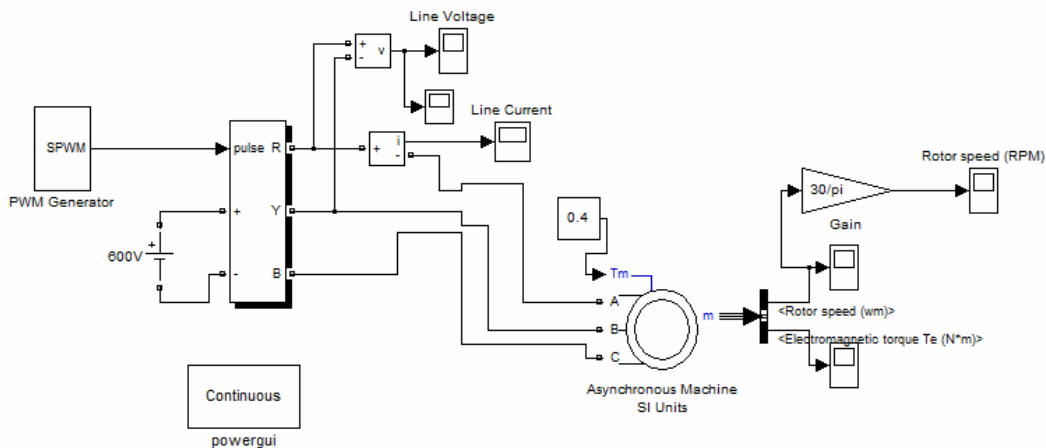 Line Voltage
+
-
v
Line Current
SPWM
PWM Generator
pulse R
+
i
-
Rotor speed (RPM)
30/pi
Gain
+
Y
0.4
+
600V
-
B
Tm
A
B
C
m
<Rotor speed (wm)>
<Electromagnetic torque Te (N*m)>
Asynchronous Machine
SI Units
Continuous
powergui